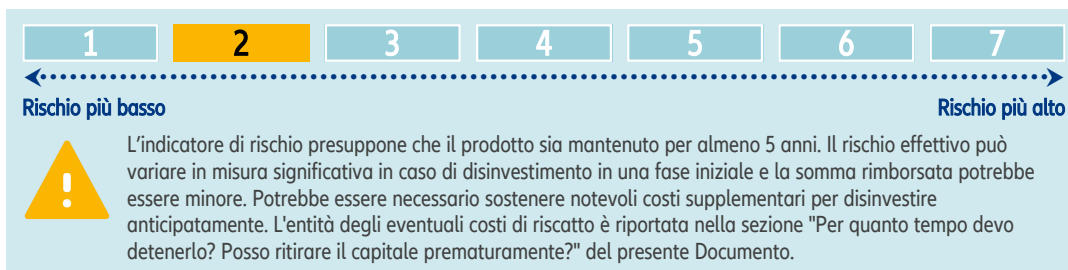 1 2 3 4 5 6 7
Rischio più basso Rischio più alto
L'indicatore di rischio presuppone che il prodotto sia mantenuto per almeno 5 anni. Il rischio effettivo può
variare in misura significativa in caso di disinvestimento in una fase iniziale e la somma rimborsata potrebbe
essere minore. Potrebbe essere necessario sostenere notevoli costi supplementari per disinvestire
anticipatamente. L'entità degli eventuali costi di riscatto è riportata nella sezione "Per quanto tempo devo
detenerlo? Posso ritirare il capitale prematuramente?" del presente Documento.